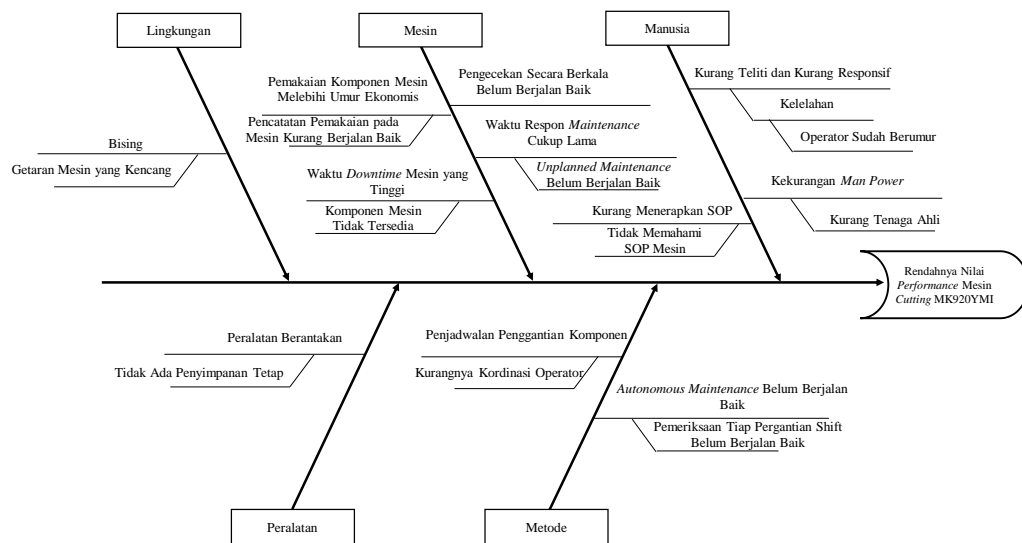 Lingkungan
Mesin
Manusia
Pemakaian Komponen Mesin
Melebihi Umur Ekonomis
Pencatatan Pemakaian pada
Mesin Kurang Berjalan Baik
Pengecekan Secara Berkala
Belum Berjalan Baik
Kurang Teliti dan Kurang Responsif
Kelelahan
Operator Sudah Berumur
Waktu Respon Maintenance
Cukup Lama
Unplanned Maintenance
Belum Berjalan Baik
Bising
Getaran Mesin yang Kencang
Waktu Downtime Mesin yang
Tinggi
Komponen Mesin
Tidak Tersedia
Kekurangan Man Power
Kurang Tenaga Ahli
Kurang Menerapkan SOP
Tidak Memahami
SOP Mesin
Rendahnya Nilai
Performance Mesin
Cutting MK920YMI
Peralatan Berantakan
Tidak Ada Penyimpanan Tetap
Penjadwalan Penggantian Komponen
Kurangnya Kordinasi Operator
Autonomous Maintenance Belum Berjalan
Baik
Pemeriksaan Tiap Pergantian Shift
Belum Berjalan Baik
Peralatan
Metode